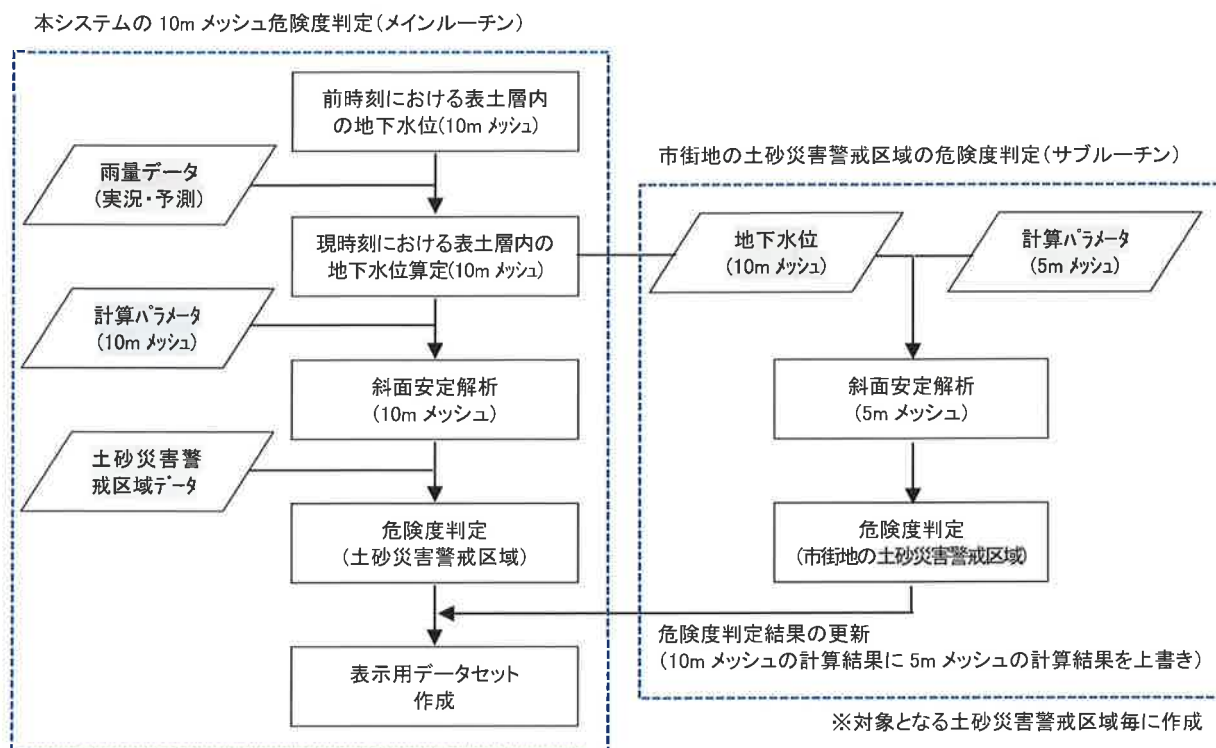 本システムの 10m メッシュ危険度判定(メインルーチン)
前時刻における表土層内
の地下水位(10m メッシュ)
雨量データ
(実況・予測)
現時刻における表土層内の
地下水位算定(10m メッシュ)
計算パラメータ
(10m メッシュ)
斜面安定解析
(10m メッシュ)
土砂災害警
戒区域データ
危険度判定
(土砂災害警戒区域)
表示用データセット
作成
市街地の土砂災害警戒区域の危険度判定(サブルーチン)
地下水位
(10m メッシュ)
計算パラメータ
(5m メッシュ)
斜面安定解析
(5m メッシュ)
危険度判定
(市街地の土砂災害警戒区域)
危険度判定結果の更新
(10m メッシュの計算結果に 5m メッシュの計算結果を上書き)
※対象となる土砂災害警戒区域毎に作成